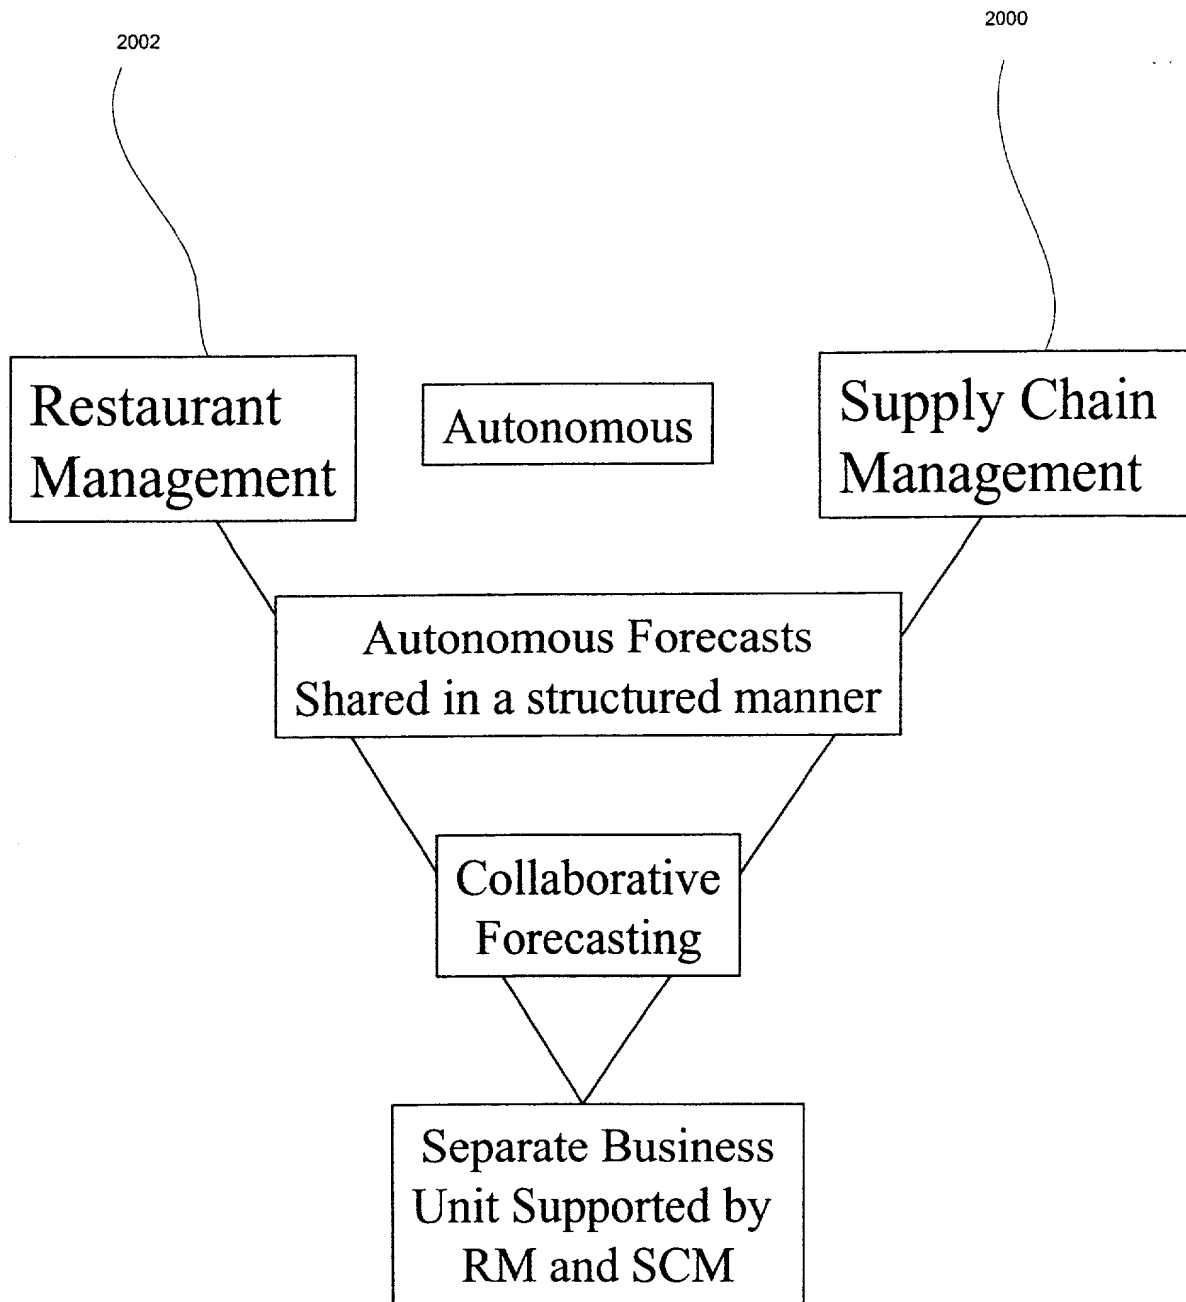 2002
2000
Restaurant
Management
Autonomous
Supply Chain
Management
Autonomous Forecasts
Shared in a structured manner
Collaborative
Forecasting
Separate Business
Unit Supported by
RM and SCM